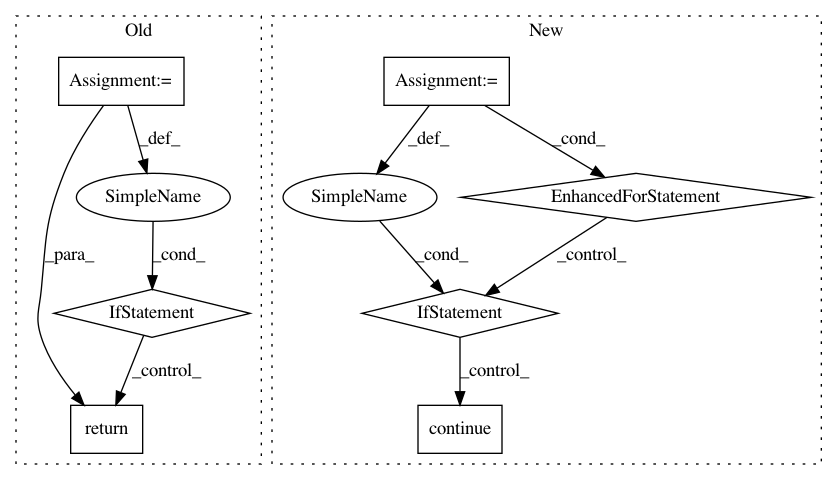 Old
New
Assignment:=
Assignment:=
_def_
_def_
_cond_
SimpleName
SimpleName
EnhancedForStatement
_para_
_cond_
_cond_
_control_
IfStatement
IfStatement
_control_
_control_
return
continue